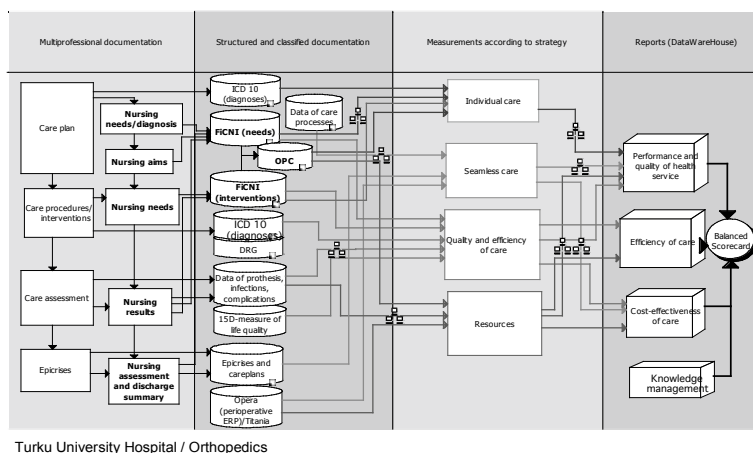 Multiprofessional documentation
Structured and classified documentation
Measurements according to strategy
Reports (DataWareHouse)
Care plan
Nursing
needs/diagnosis
Nursing aims
Care procedures/
interventions
Nursing needs
Care assessment
Nursing
results
Epicrises
Nursing
assessment
and discharge
summary
ICD 10
(diagnoses)
Data of care
processes
FiCNI (needs)
OPC
FiCNI
(interventions)
ICD 10
(diagnoses)
DRG
Data of prothesis,
infections,
complications
15D-measure of
life quality
Epicrises and
careplans
Opera
(perioperative
ERP)/Titania
Individual care
Seamless care
Quality and efficiency
of care
Resources
Performance and
quality of health
service
Efficiency of care
Cost-effectiveness
of care
Knowledge
management
Balanced
Scorecard
Turku University Hospital / Orthopedics